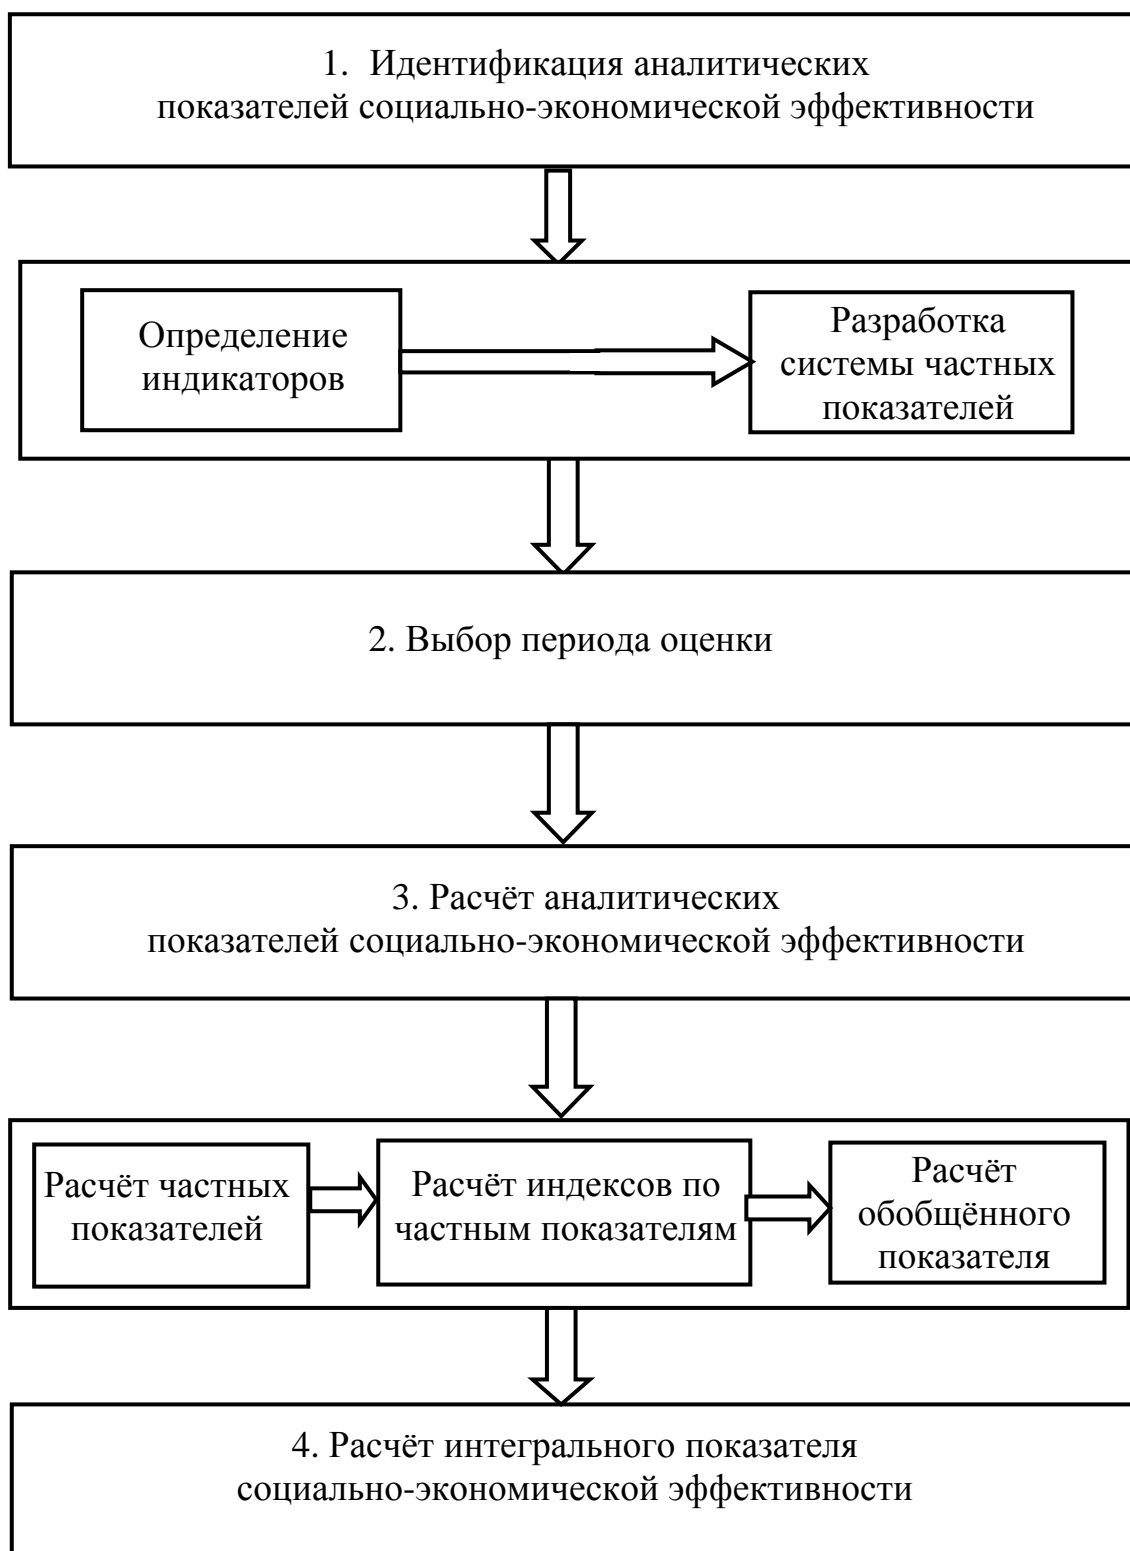 1. Идентификация аналитических
показателей социально-экономической эффективности
Определение
индикаторов
Разработка
системы частных
показателей
2. Выбор периода оценки
3. Расчёт аналитических
показателей социально-экономической эффективности
Расчёт частных
показателей
Расчёт индексов по
частным показателям
Расчёт
обобщённого
показателя
4. Расчёт интегрального показателя
социально-экономической эффективности